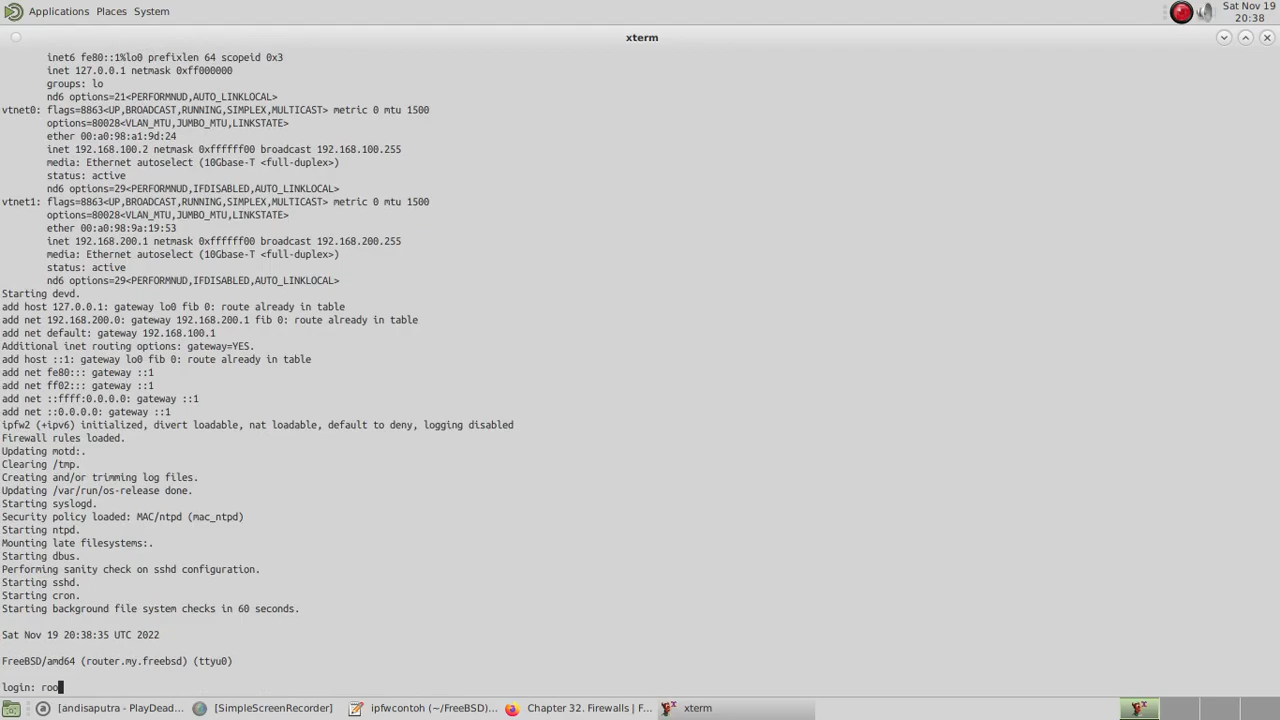 Applications Places System
Sat Nov 19
20:38
xterm
inet6 fe80::1%lo0 prefixlen 64 scopeid 0x3
inet 127.0.0.1 netmask 0xff000000
groups: lo
nd6 options=21<PERFORMNUD,AUTO_LINKLOCAL>
vtnet0: flags=8863<UP,BROADCAST,RUNNING,SIMPLEX,MULTICAST> metric 0 mtu 1500
options=80028<VLAN_MTU,JUMBO_MTU,LINKSTATE>
ether 00:a0:98:a1:9d:24
inet 192.168.100.2 netmask 0xffffff00 broadcast 192.168.100.255
media: Ethernet autoselect (10Gbase-T <full-duplex>)
status: active
nd6 options=29<PERFORMNUD,IFDISABLED,AUTO_LINKLOCAL>
vtnet1: flags=8863<UP,BROADCAST,RUNNING,SIMPLEX,MULTICAST> metric 0 mtu 1500
options=80028<VLAN_MTU,JUMBO_MTU,LINKSTATE>
ether 00:a0:98:9a:19:53
inet 192.168.200.1 netmask 0xffffff00 broadcast 192.168.200.255
media: Ethernet autoselect (10Gbase-T <full-duplex>)
status: active
nd6 options=29<PERFORMNUD,IFDISABLED,AUTO_LINKLOCAL>
Starting devd.
add host 127.0.0.1: gateway lo0 fib 0: route already in table
add net 192.168.200.0: gateway 192.168.200.1 fib 0: route already in table
add net default: gateway 192.168.100.1
Additional inet routing options: gateway=YES.
add host ::1: gateway lo0 fib 0: route already in table
add net fe80::: gateway ::1
add net ff02::: gateway ::1
add net ::ffff:0.0.0.0: gateway ::1
add net ::0.0.0.0: gateway ::1
ipfw2 (+ipv6) initialized, divert loadable, nat loadable, default to deny, logging disabled
Firewall rules loaded.
Updating motd:.
Clearing /tmp.
Creating and/or trimming log files.
Updating /var/run/os-release done.
Starting syslogd.
Security policy loaded: MAC/ntpd (mac_ntpd)
Starting ntpd.
Mounting late filesystems:.
Starting dbus.
Performing sanity check on sshd configuration.
Starting sshd.
Starting cron.
Starting background file system checks in 60 seconds.
Sat Nov 19 20:38:35 UTC 2022
FreeBSD/amd64 (router.my.freebsd) (ttyu0)
login: roo
[andisaputra - PlayDead... [SimpleScreenRecorder] ipfwcontoh (~/FreeBSD)... Chapter 32. Firewalls | F... xterm